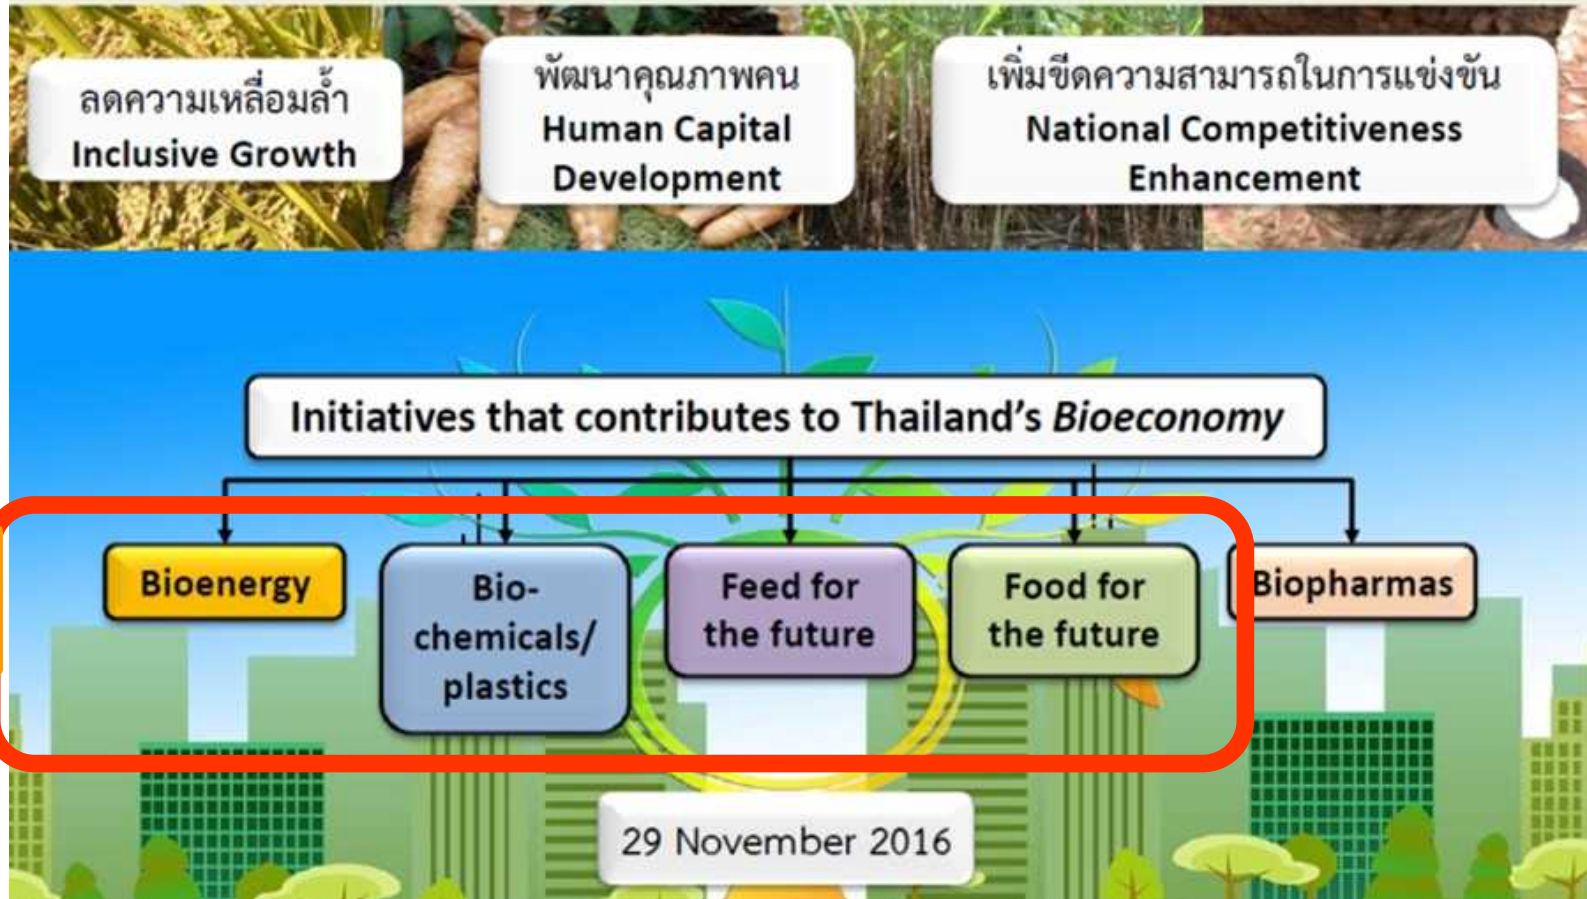 ลดความเหลื่อมล้ำ
Inclusive Growth
พัฒนาคุณภาพคน
Human Capital
Development
เพิ่มขีดความสามารถในการแข่งขัน
National Competitiveness
Enhancement
Initiatives that contributes to Thailand's Bioeconomy
Bioenergy
Bio-
chemicals/
plastics
Feed for
the future
Food for
the future
Biopharmas
29 November 2016